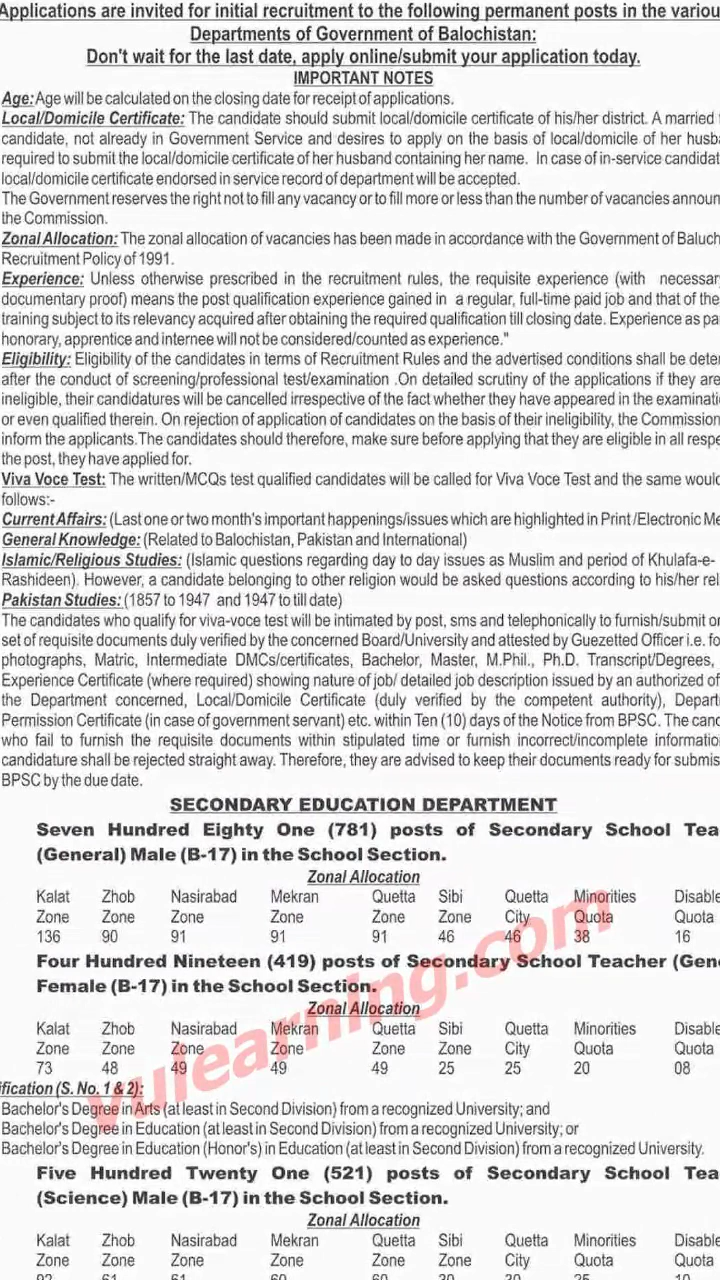 Applications are invited for initial recruitment to the following permanent posts in the variou
Departments of Government of Balochistan:
Don't wait for the last date, apply online/submit your application today.
IMPORTANT NOTES
Age: Age will be calculated on the closing date for receipt of applications.
Local/Domicile Certificate: The candidate should submit local/domicile certificate of his/her district. A married
candidate, not already in Government Service and desires to apply on the basis of local/domicile of her husb
required to submit the local/domicile certificate of her husband containing her name. In case of in-service candidat
local/domicile certificate endorsed in service record of department will be accepted.
The Government reserves the right not to fill any vacancy or to fill more or less than the number of vacancies announ
the Commission.
Zonal Allocation: The zonal allocation of vacancies has been made in accordance with the Government of Baluch
Recruitment Policy of 1991.
Experience: Unless otherwise prescribed in the recruitment rules, the requisite experience (with necessar
documentary proof) means the post qualification experience gained in a regular, full-time paid job and that of the
training subject to its relevancy acquired after obtaining the required qualification till closing date. Experience as pa
honorary, apprentice and internee will not be considered/counted as experience."
Eligibility: Eligibility of the candidates in terms of Recruitment Rules and the advertised conditions shall be dete
after the conduct of screening/professional test/examination .On detailed scrutiny of the applications if they are
ineligible, their candidatures will be cancelled irrespective of the fact whether they have appeared in the examinati
or even qualified therein. On rejection of application of candidates on the basis of their ineligibility, the Commission
inform the applicants.The candidates should therefore, make sure before applying that they are eligible in all respe
the post, they have applied for.
Viva Voce Test: The written/MCQs test qualified candidates will be called for Viva Voce Test and the same would
follows:-
Current Affairs: (Last one or two month's important happenings/issues which are highlighted in Print /Electronic Me
General Knowledge: (Related to Balochistan, Pakistan and International)
Islamic/Religious Studies: (Islamic questions regarding day to day issues as Muslim and period of Khulafa-e-
Rashideen). However, a candidate belonging to other religion would be asked questions according to his/her rel
Pakistan Studies: (1857 to 1947 and 1947 to till date)
The candidates who qualify for viva-voce test will be intimated by post, sms and telephonically to furnish/submit or
set of requisite documents duly verified by the concerned Board/University and attested by Guezetted Officer i.e. fo
photographs, Matric, Intermediate DMCs/certificates, Bachelor, Master, M.Phil., Ph.D. Transcript/Degrees,
Experience Certificate (where required) showing nature of job/ detailed job description issued by an authorized of
the Department concerned, Local/Domicile Certificate (duly verified by the competent authority), Depart
Permission Certificate (in case of government servant) etc. within Ten (10) days of the Notice from BPSC. The canc
who fail to furnish the requisite documents within stipulated time or furnish incorrect/incomplete informatio
candidature shall be rejected straight away. Therefore, they are advised to keep their documents ready for submis
BPSC by the due date.
SECONDARY EDUCATION DEPARTMENT
Seven Hundred Eighty One (781) posts of Secondary School Tea
(General) Male (B-17) in the School Section.
Zonal Allocation
Kalat Zhob Nasirabad Mekran Quetta Sibi Quetta Minorities Disable
Zone Zone Zone Zone Zone Zone City Quota Quota
136 90 91 91 91 46 46 38 16
Four Hundred Nineteen (419) posts of Secondary School Teacher (Gen
Female (B-17) in the School Section.
Zonal Allocation
Kalat Zhob Nasirabad Mekran Quetta Sibi Quetta Minorities Disable
Zone Zone Zone Zone Zone Zone City Quota Quota
73 48 49 49 49 25 25 20 08
ification (S. No. 1 & 2):
Bachelor's Degree in Arts (at least in Second Division) from a recognized University; and
Bachelor's Degree in Education (at least in Second Division) from a recognized University; or
Bachelor's Degree in Education (Honor's) in Education (at least in Second Division) from a recognized University.
Five Hundred Twenty One (521) posts of Secondary School Tea
(Science) Male (B-17) in the School Section.
Zonal Allocation
Kalat Zhob Nasirabad Mekran Quetta Sibi Quetta Minorities Disable
Zone Zone Zone Zone Zone Zone City Quota Quota
vulearning.com